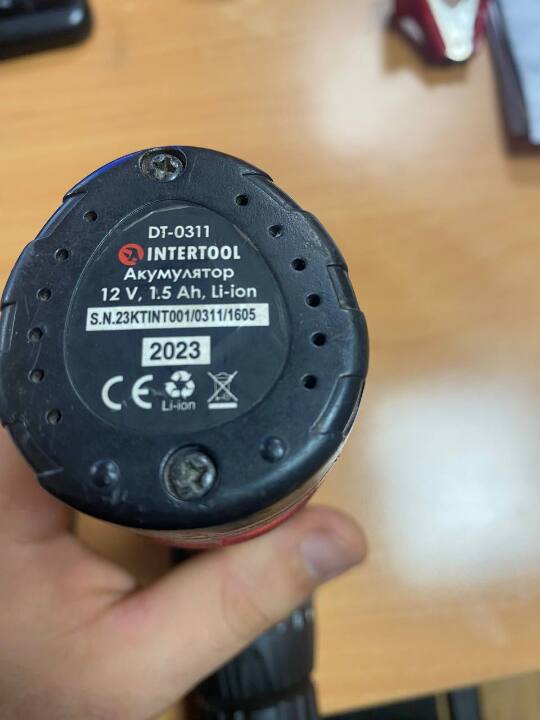 DT-0311
INTERTOOL
Акумулятор
12 V, 1.5 Ah, Li-ion
S.N.23KTINT001/0311/1605
2023
CE
Li-ion